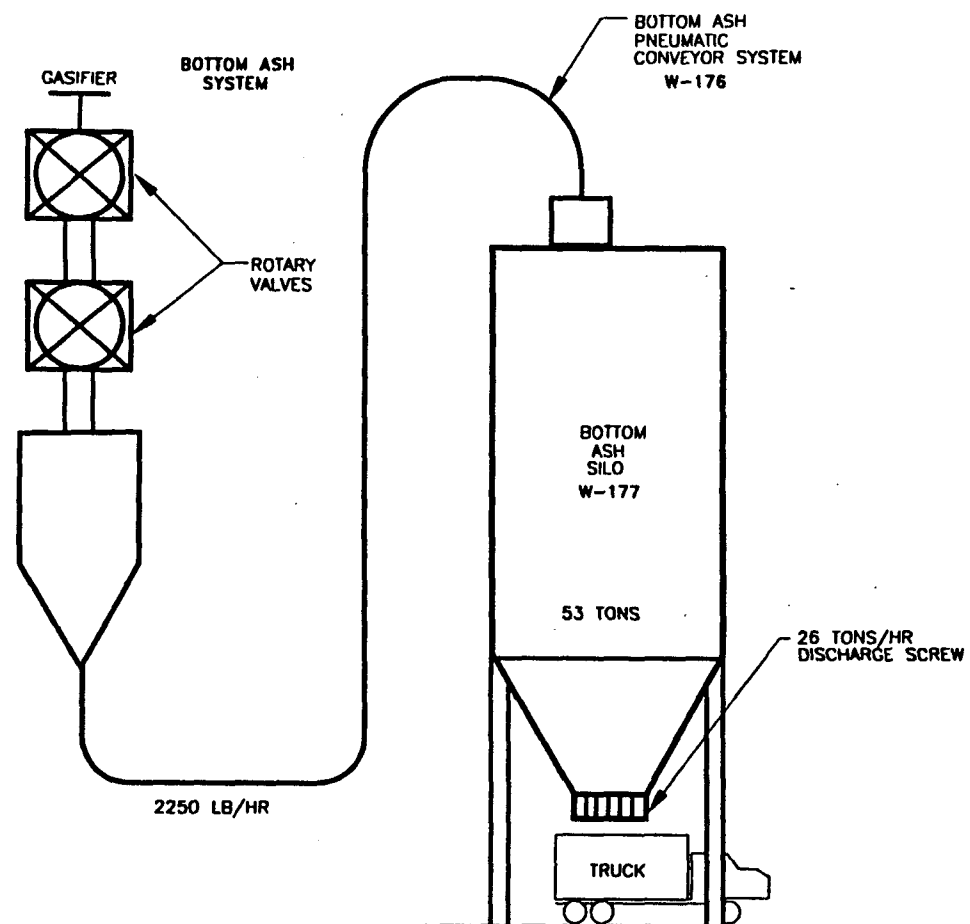 BOTTOM ASH
PNEUMATIC
CONVEYOR SYSTEM
W-176
BOTTOM ASH
SYSTEM
GASIFIER
ROTARY
VALVES
BOTTOM
ASH
SILO
W-177
53 TONS
26 TONS/HR
DISCHARGE SCREW
2250 LB/HR
TRUCK